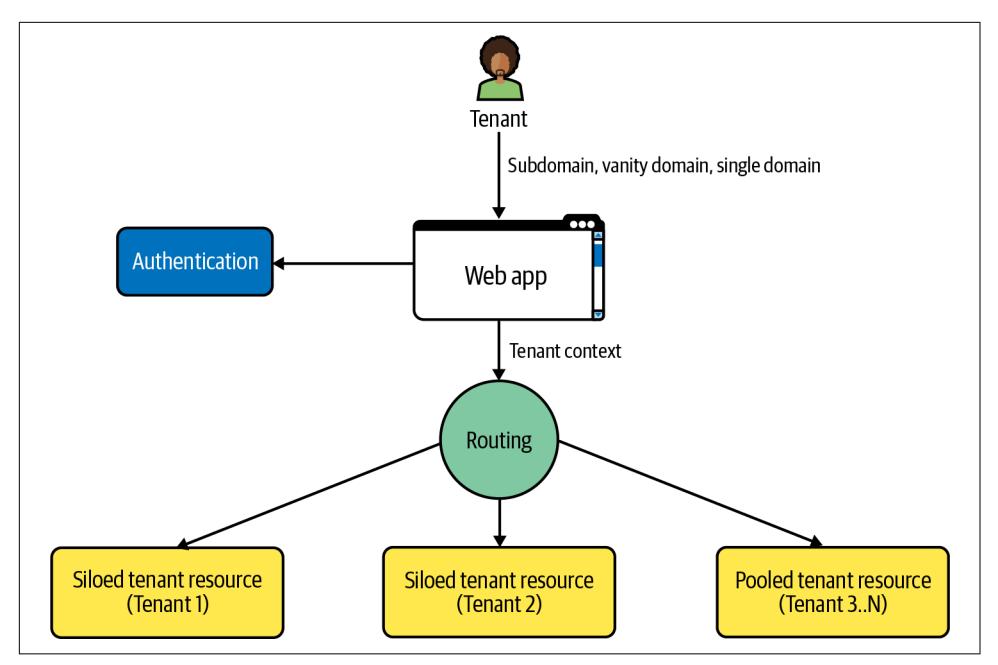 Tenant
Subdomain, vanity domain, single domain
Authentication
Web app
Tenant context
Routing
Siloed tenant resource
(Tenant 1)
Siloed tenant resource
(Tenant 2)
Pooled tenant resource
(Tenant 3..N)